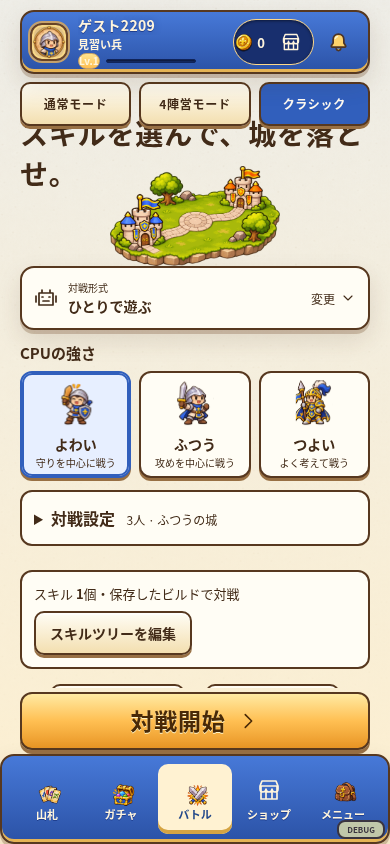 ゲスト2209
見習い兵
Lv.1
0
通常モード
4陣営モード
クラシック
スキルを選んで、城を落と
せ。
対戦形式
ひとりで遊ぶ
変更
CPUの強さ
よわい
守りを中心に戦う
ふつう
攻めを中心に戦う
つよい
よく考えて戦う
対戦設定 3人 · ふつうの城
スキル 1個・保存したビルドで対戦
スキルツリーを編集
対戦開始
山札
ガチャ
バトル
ショップ
メニュー
DEBUG